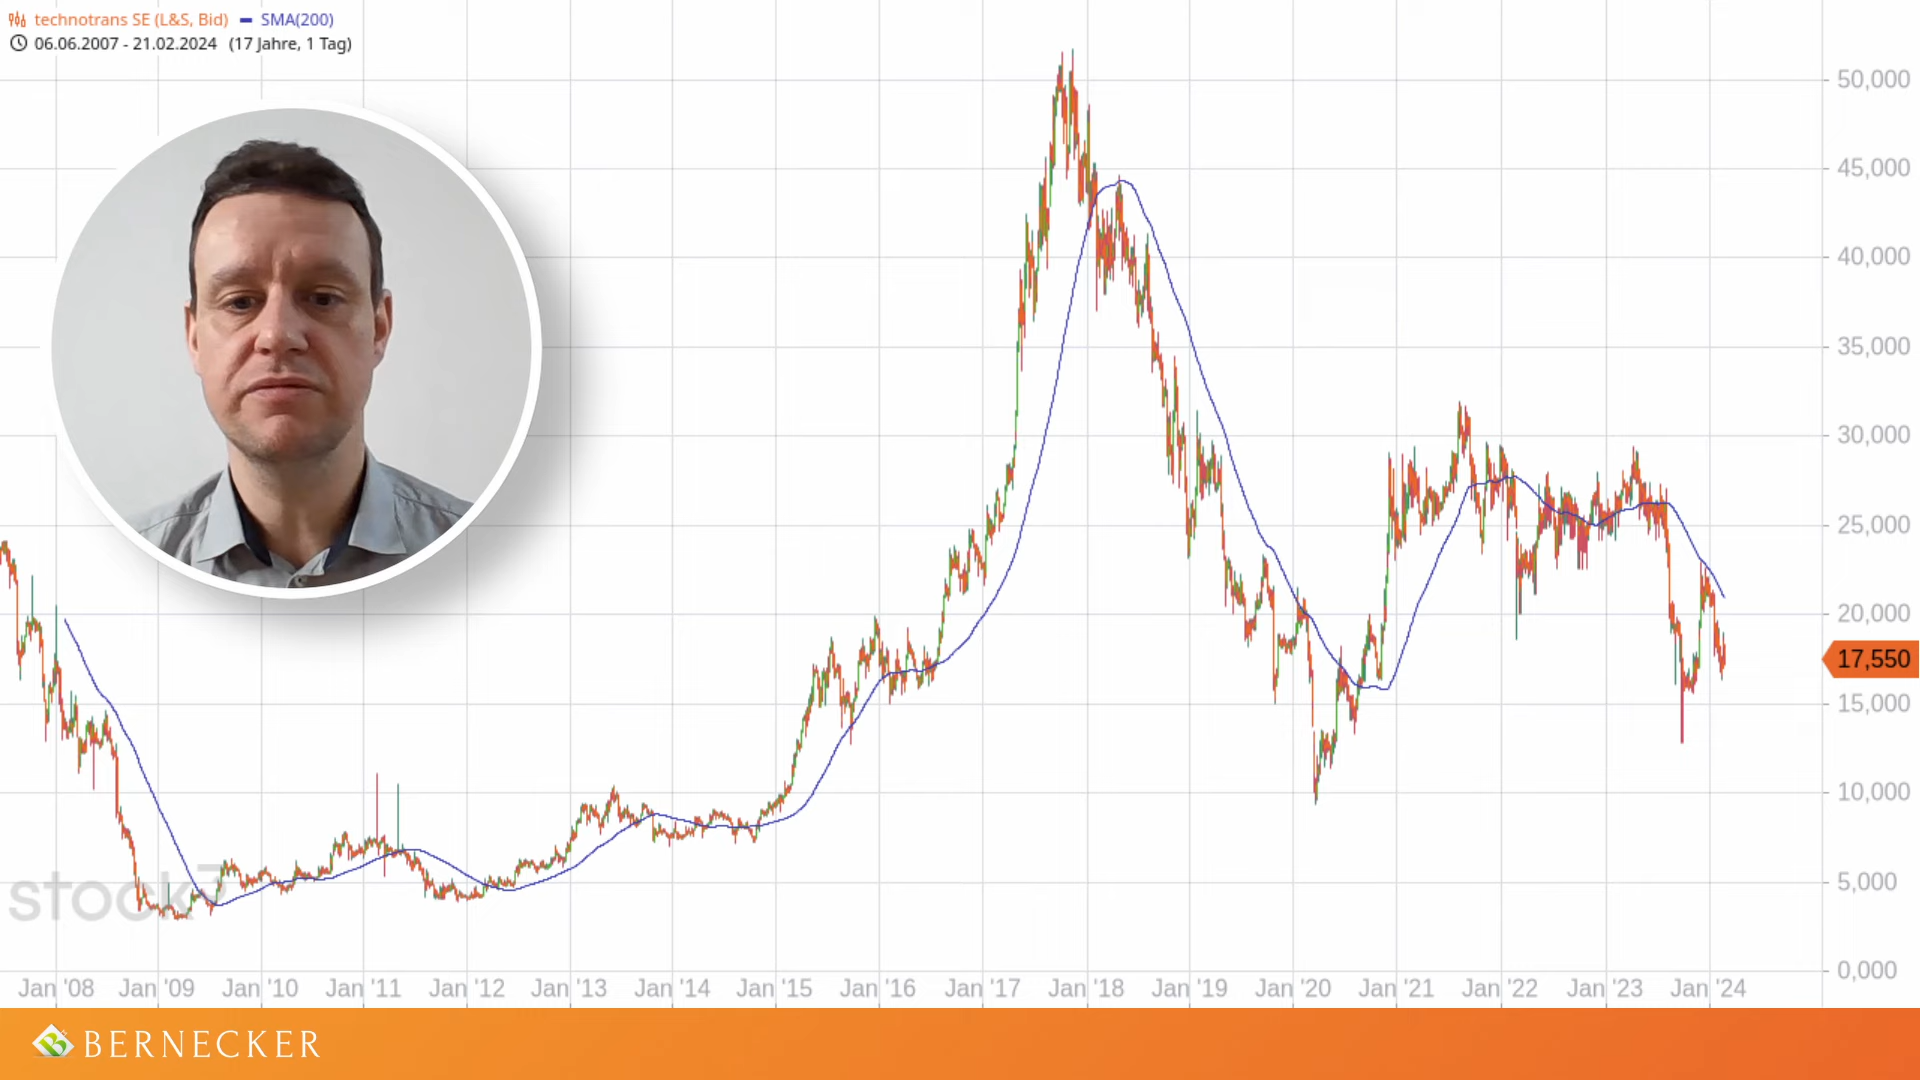 technotrans SE (L&S, Bid) SMA(200)
06.06.2007 - 21.02.2024 (17 Jahre, 1 Tag)
50,000
45,000
40,000
35,000
30,000
25,000
20,000
17,550
15,000
10,000
5,000
0,000
stock
Jan '08 Jan '09 Jan '10 Jan '11 Jan '12 Jan '13 Jan '14 Jan '15 Jan '16 Jan '17 Jan '18 Jan '19 Jan '20 Jan '21 Jan '22 Jan '23 Jan '24
BERNECKER